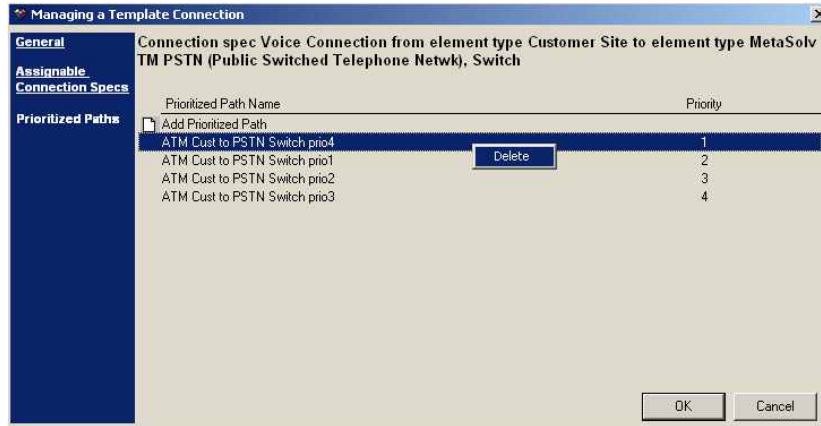 Managing a Template Connection
General
Assignable
Connection Specs
Prioritized Paths
Connection spec Voice Connection from element type Customer Site to element type MetaSolv
TM PSTN (Public Switched Telephone Netwk), Switch
Prioritized Path Name Priority
Add Prioritized Path
ATM Cust to PSTN Switch prio4 1
Delete
ATM Cust to PSTN Switch prio1 2
ATM Cust to PSTN Switch prio2 3
ATM Cust to PSTN Switch prio3 4
OK Cancel